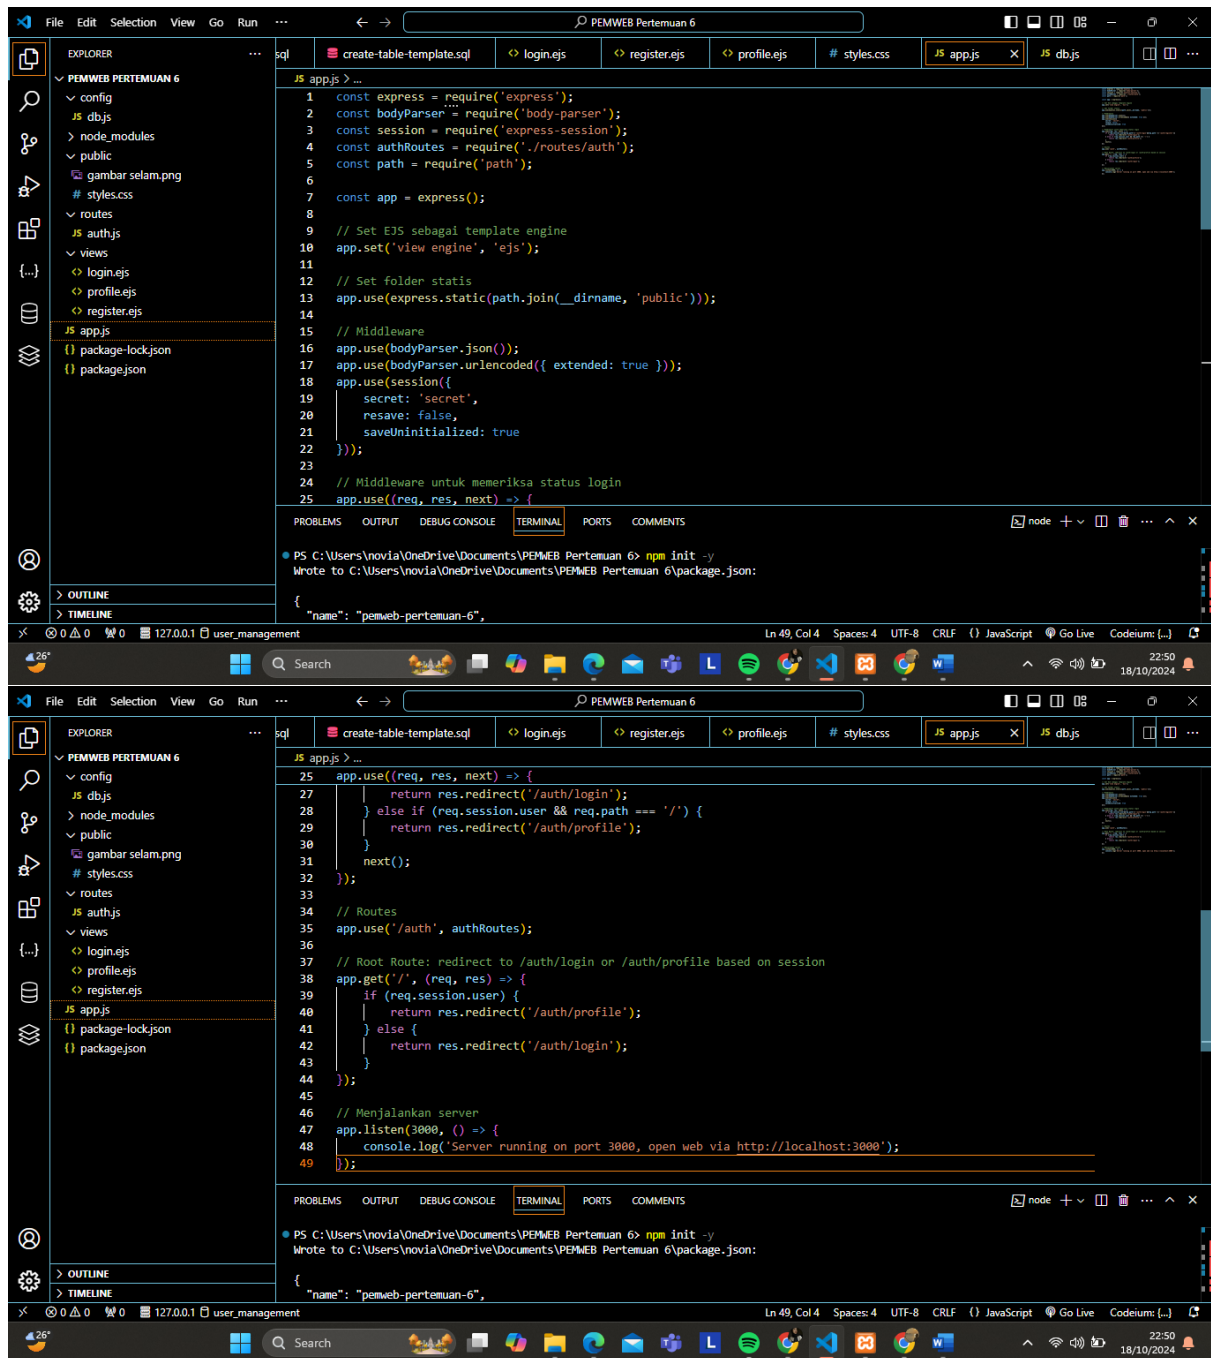 File Edit Selection View Go Run ··· ← → PEMWEB Pertemuan 6
EXPLORER ···
sql create-table-template.sql <> login.ejs <> register.ejs <> profile.ejs # styles.css JS app.js × JS db.js ···
PEMWEB PERTEMUAN 6
config
JS db.js
node_modules
public
gambar selam.png
# styles.css
routes
JS auth.js
views
<> login.ejs
<> profile.ejs
<> register.ejs
JS app.js
{} package-lock.json
{} package.json
OUTLINE
TIMELINE
JS app.js > ...
1 const express = require('express');
2 const bodyParser = require('body-parser');
3 const session = require('express-session');
4 const authRoutes = require('./routes/auth');
5 const path = require('path');
6
7 const app = express();
8
9 // Set EJS sebagai template engine
10 app.set('view engine', 'ejs');
11
12 // Set folder statis
13 app.use(express.static(path.join(__dirname, 'public')));
14
15 // Middleware
16 app.use(bodyParser.json());
17 app.use(bodyParser.urlencoded({ extended: true }));
18 app.use(session({
19 secret: 'secret',
20 resave: false,
21 saveUninitialized: true
22 }));
23
24 // Middleware untuk memeriksa status login
25 app.use((req, res, next) => {
PROBLEMS OUTPUT DEBUG CONSOLE TERMINAL PORTS COMMENTS node
PS C:\Users\novia\OneDrive\Documents\PEMWEB Pertemuan 6> npm init -y
Wrote to C:\Users\novia\OneDrive\Documents\PEMWEB Pertemuan 6\package.json:
{
"name": "pemweb-pertemuan-6",
0 0 0 127.0.0.1 user_management Ln 49, Col 4 Spaces: 4 UTF-8 CRLF {} JavaScript Go Live Codeium: {...}
26° Search 22:50
18/10/2024
File Edit Selection View Go Run ··· ← → PEMWEB Pertemuan 6
EXPLORER ···
sql create-table-template.sql <> login.ejs <> register.ejs <> profile.ejs # styles.css JS app.js × JS db.js ···
PEMWEB PERTEMUAN 6
config
JS db.js
node_modules
public
gambar selam.png
# styles.css
routes
JS auth.js
views
<> login.ejs
<> profile.ejs
<> register.ejs
JS app.js
{} package-lock.json
{} package.json
OUTLINE
TIMELINE
JS app.js > ...
25 app.use((req, res, next) => {
27 return res.redirect('/auth/login');
28 } else if (req.session.user && req.path === '/') {
29 return res.redirect('/auth/profile');
30 }
31 next();
32 });
33
34 // Routes
35 app.use('/auth', authRoutes);
36
37 // Root Route: redirect to /auth/login or /auth/profile based on session
38 app.get('/', (req, res) => {
39 if (req.session.user) {
40 return res.redirect('/auth/profile');
41 } else {
42 return res.redirect('/auth/login');
43 }
44 });
45
46 // Menjalankan server
47 app.listen(3000, () => {
48 console.log('Server running on port 3000, open web via http://localhost:3000');
49 });
PROBLEMS OUTPUT DEBUG CONSOLE TERMINAL PORTS COMMENTS node
PS C:\Users\novia\OneDrive\Documents\PEMWEB Pertemuan 6> npm init -y
Wrote to C:\Users\novia\OneDrive\Documents\PEMWEB Pertemuan 6\package.json:
{
"name": "pemweb-pertemuan-6",
0 0 0 127.0.0.1 user_management Ln 49, Col 4 Spaces: 4 UTF-8 CRLF {} JavaScript Go Live Codeium: {...}
26° Search 22:50
18/10/2024